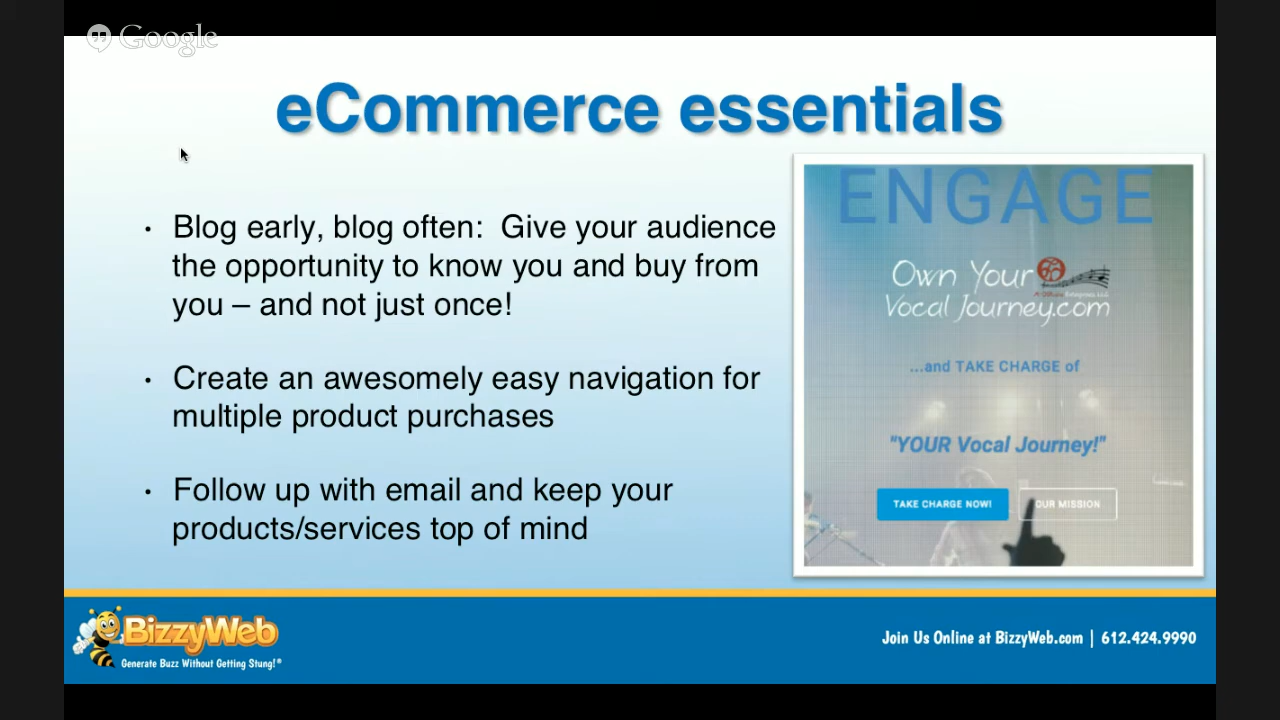 Google
eCommerce essentials
• Blog early, blog often: Give your audience
the opportunity to know you and buy from
you – and not just once!
• Create an awesomely easy navigation for
multiple product purchases
• Follow up with email and keep your
products/services top of mind
ENGAGE
Own Your
Vocal Journey.com
...and TAKE CHARGE of
"YOUR Vocal Journey!"
TAKE CHARGE NOW!
OUR MISSION
BizzyWeb
Generate Buzz Without Getting Stung!®
Join Us Online at BizzyWeb.com | 612.424.9990